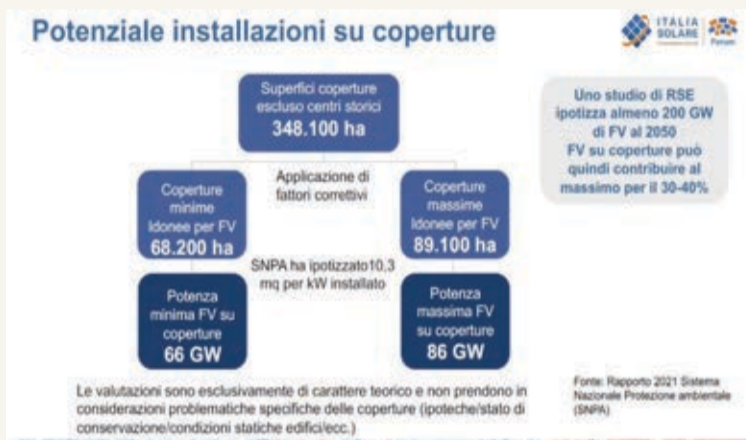 Potenziale installazioni su coperture
ITALIA
SOLARE
Forum
Superfici coperture
escluso centri storici
348.100 ha
Uno studio di RSE
ipotizza almeno 200 GW
di FV al 2050
FV su coperture può
quindi contribuire al
massimo per il 30-40%
Applicazione di
fattori correttivi
Coperture
minime
Idonee per FV
68.200 ha
Coperture
massime
Idonee per FV
89.100 ha
SNPA ha ipotizzato10,3
mq per kW installato
Potenza
minima FV su
coperture
66 GW
Potenza
massima FV
su coperture
86 GW
Le valutazioni sono esclusivamente di carattere teorico e non prendono in
considerazioni problematiche specifiche delle coperture (ipoteche/stato di
conservazione/condizioni statiche edifici/ecc.)
Fonte: Rapporto 2021 Sistema
Nazionale Protezione ambientale
(SNPA)